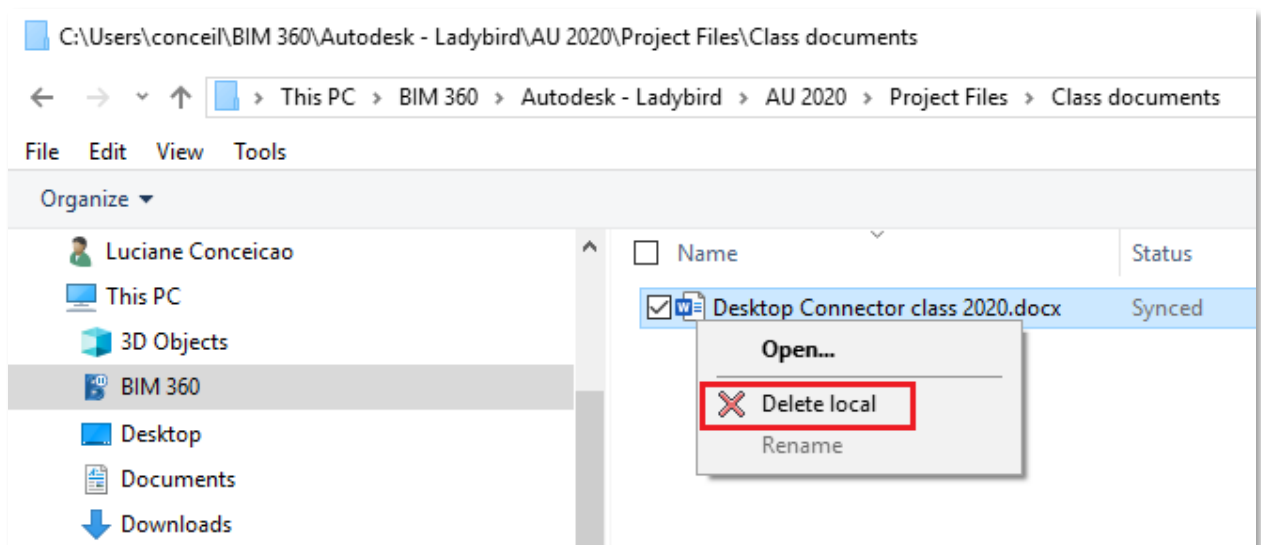 C:\Users\conceil\BIM 360\Autodesk - Ladybird\AU 2020\Project Files\Class documents
This PC > BIM 360 > Autodesk - Ladybird > AU 2020 > Project Files > Class documents
File Edit View Tools
Organize
Luciane Conceicao
Name Status
This PC
Desktop Connector class 2020.docx Synced
3D Objects
Open...
BIM 360
Delete local
Desktop
Rename
Documents
Downloads